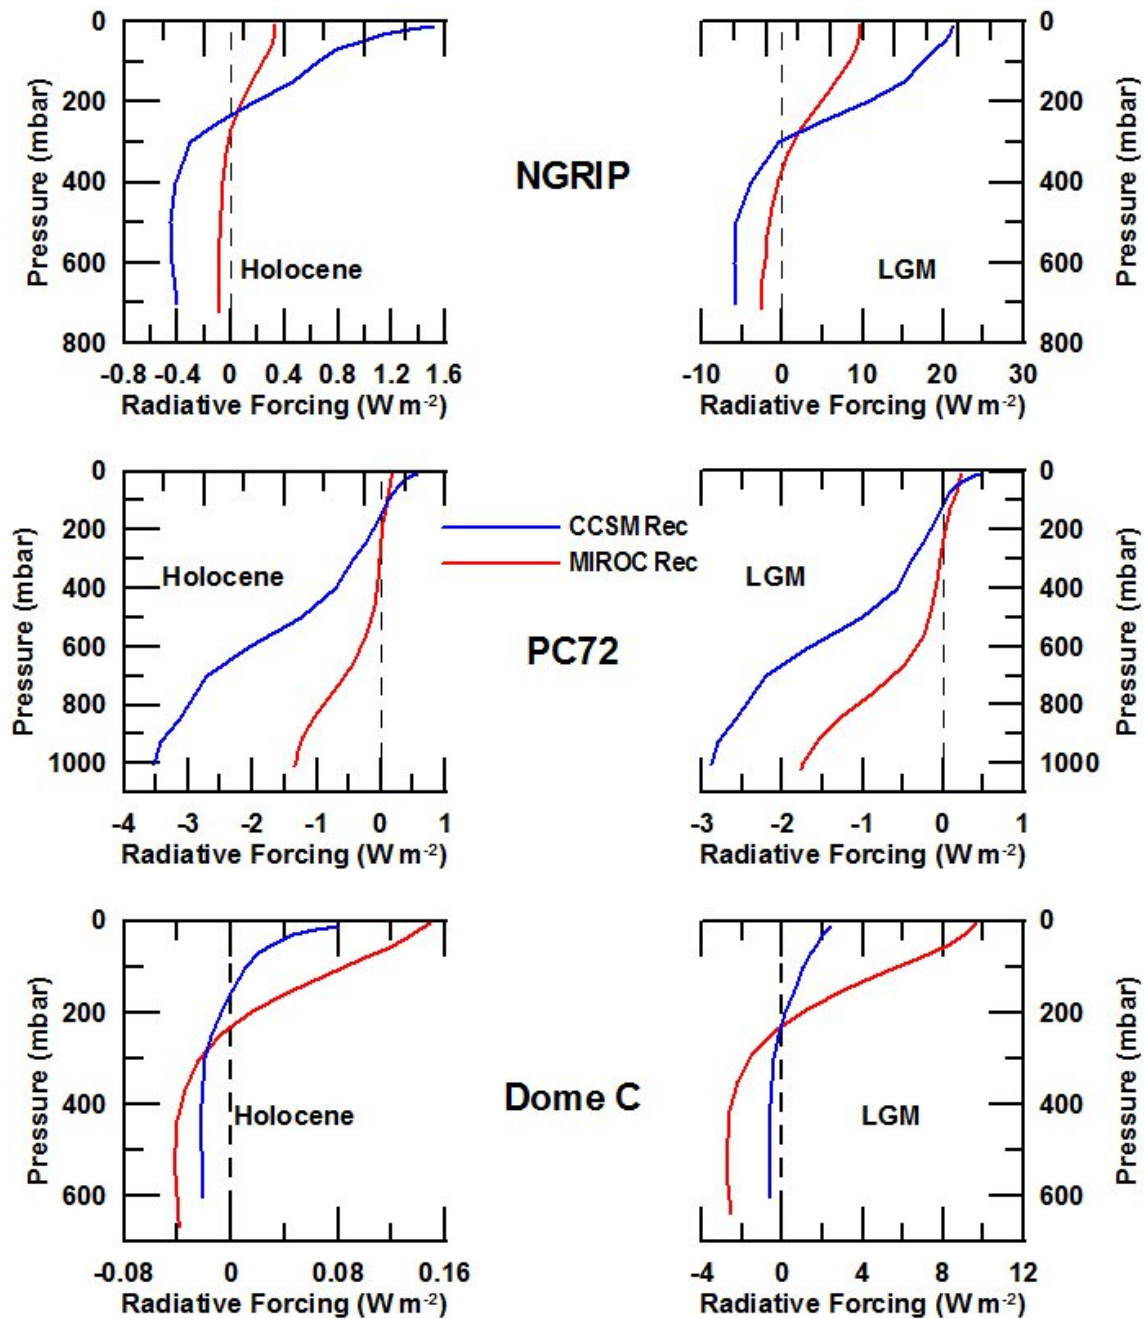 0
200
400
600
800
Pressure (mbar)
-0.8 -0.4 0 0.4 0.8 1.2 1.6
Radiative Forcing (W m-2)
Holocene
NGRIP
0
200
400
600
800
Pressure (mbar)
-10 0 10 20 30
Radiative Forcing (W m-2)
LGM
0
200
400
600
800
1000
Pressure (mbar)
-4 -3 -2 -1 0 1
Radiative Forcing (W m-2)
Holocene
CCSM Rec
MIROC Rec
PC72
0
200
400
600
800
1000
Pressure (mbar)
-3 -2 -1 0 1
Radiative Forcing (W m-2)
LGM
0
200
400
600
Pressure (mbar)
-0.08 0 0.08 0.16
Radiative Forcing (W m-2)
Holocene
Dome C
0
200
400
600
Pressure (mbar)
-4 0 4 8 12
Radiative Forcing (W m-2)
LGM